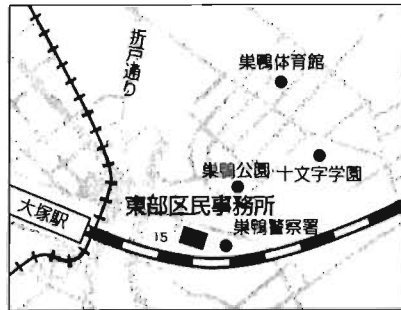 折戸通り
巣鴨体育館
巣鴨公園
十文字学園
大塚駅
東部区民事務所
15
巣鴨警察署